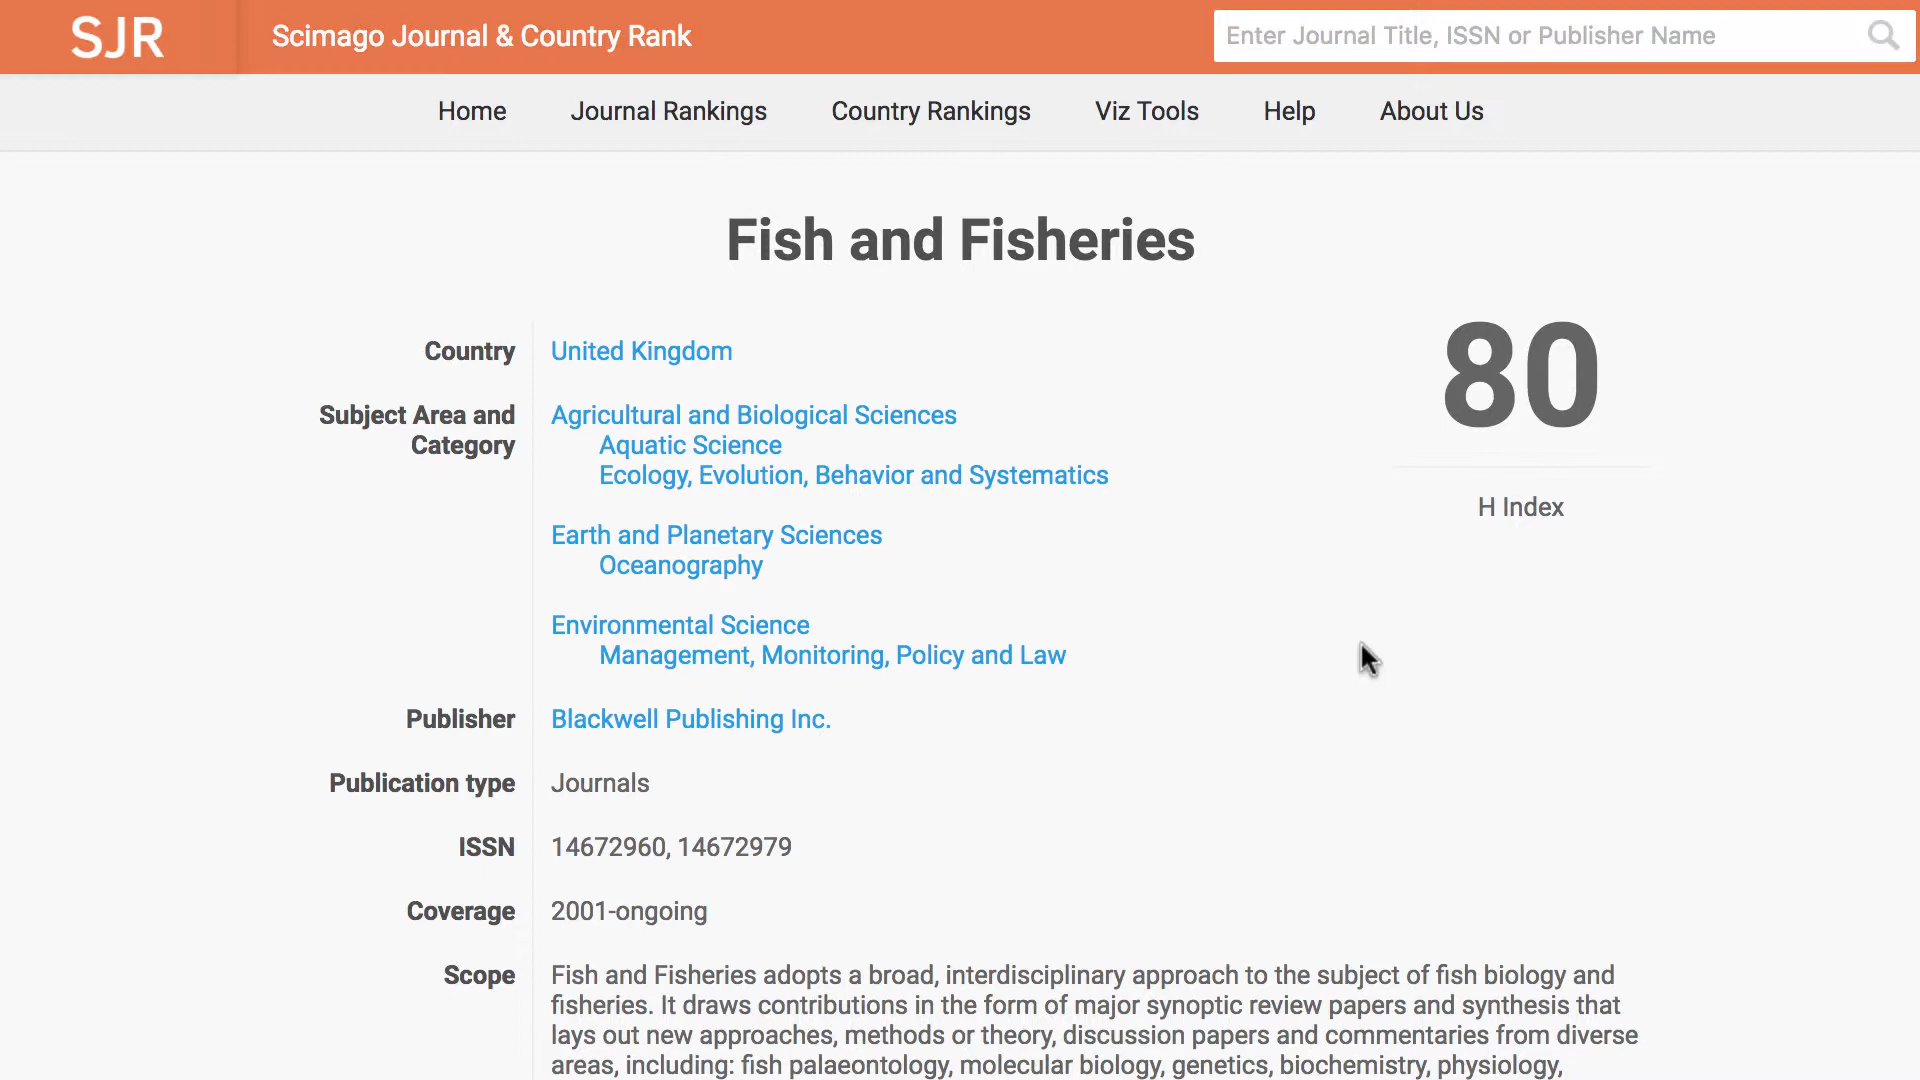 SJR
Scimago Journal & Country Rank
Enter Journal Title, ISSN or Publisher Name
Home Journal Rankings Country Rankings Viz Tools Help About Us
Fish and Fisheries
Country United Kingdom
80
H Index
Subject Area and Category
Agricultural and Biological Sciences
Aquatic Science
Ecology, Evolution, Behavior and Systematics
Earth and Planetary Sciences
Oceanography
Environmental Science
Management, Monitoring, Policy and Law
Publisher Blackwell Publishing Inc.
Publication type Journals
ISSN 14672960, 14672979
Coverage 2001-ongoing
Scope Fish and Fisheries adopts a broad, interdisciplinary approach to the subject of fish biology and
fisheries. It draws contributions in the form of major synoptic review papers and synthesis that
lays out new approaches, methods or theory, discussion papers and commentaries from diverse
areas, including: fish palaeontology, molecular biology, genetics, biochemistry, physiology,